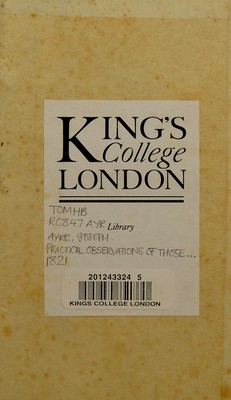 KING'S
College
LONDON
TOMHB
RC847 AYR Library
AYRE, JOSEPH.
PRACTICAL OBSERVATIONS OF THOSE...
1821.
201243324 5
KINGS COLLEGE LONDON